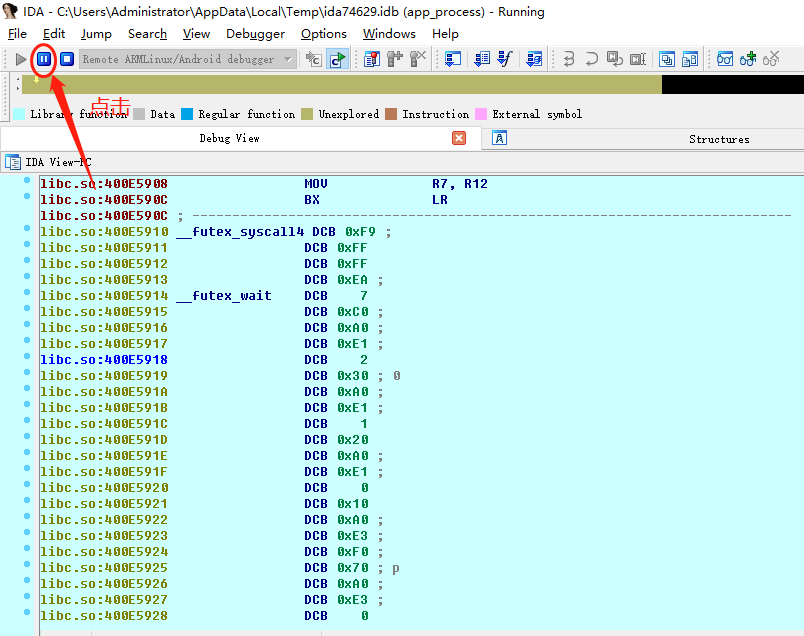 IDA - C:\Users\Administrator\AppData\Local\Temp\ida74629.idb (app_process) - Running
File Edit Jump Search View Debugger Options Windows Help
Remote ARMLinux/Android debugger
Library function Data Regular function Unexplored Instruction External symbol
点击
Debug View Structures
IDA View-PC
libc.so:400E5908 MOV R7, R12
libc.so:400E590C BX LR
libc.so:400E590C ; ---------------------------------------------------------------------------
libc.so:400E5910 __futex_syscall4 DCB 0xF9 ;
libc.so:400E5911 DCB 0xFF
libc.so:400E5912 DCB 0xFF
libc.so:400E5913 DCB 0xEA ;
libc.so:400E5914 __futex_wait DCB 7
libc.so:400E5915 DCB 0xC0 ;
libc.so:400E5916 DCB 0xA0 ;
libc.so:400E5917 DCB 0xE1 ;
libc.so:400E5918 DCB 2
libc.so:400E5919 DCB 0x30 ; 0
libc.so:400E591A DCB 0xA0 ;
libc.so:400E591B DCB 0xE1 ;
libc.so:400E591C DCB 1
libc.so:400E591D DCB 0x20
libc.so:400E591E DCB 0xA0 ;
libc.so:400E591F DCB 0xE1 ;
libc.so:400E5920 DCB 0
libc.so:400E5921 DCB 0x10
libc.so:400E5922 DCB 0xA0 ;
libc.so:400E5923 DCB 0xE3 ;
libc.so:400E5924 DCB 0xF0 ;
libc.so:400E5925 DCB 0x70 ; p
libc.so:400E5926 DCB 0xA0 ;
libc.so:400E5927 DCB 0xE3 ;
libc.so:400E5928 DCB 0